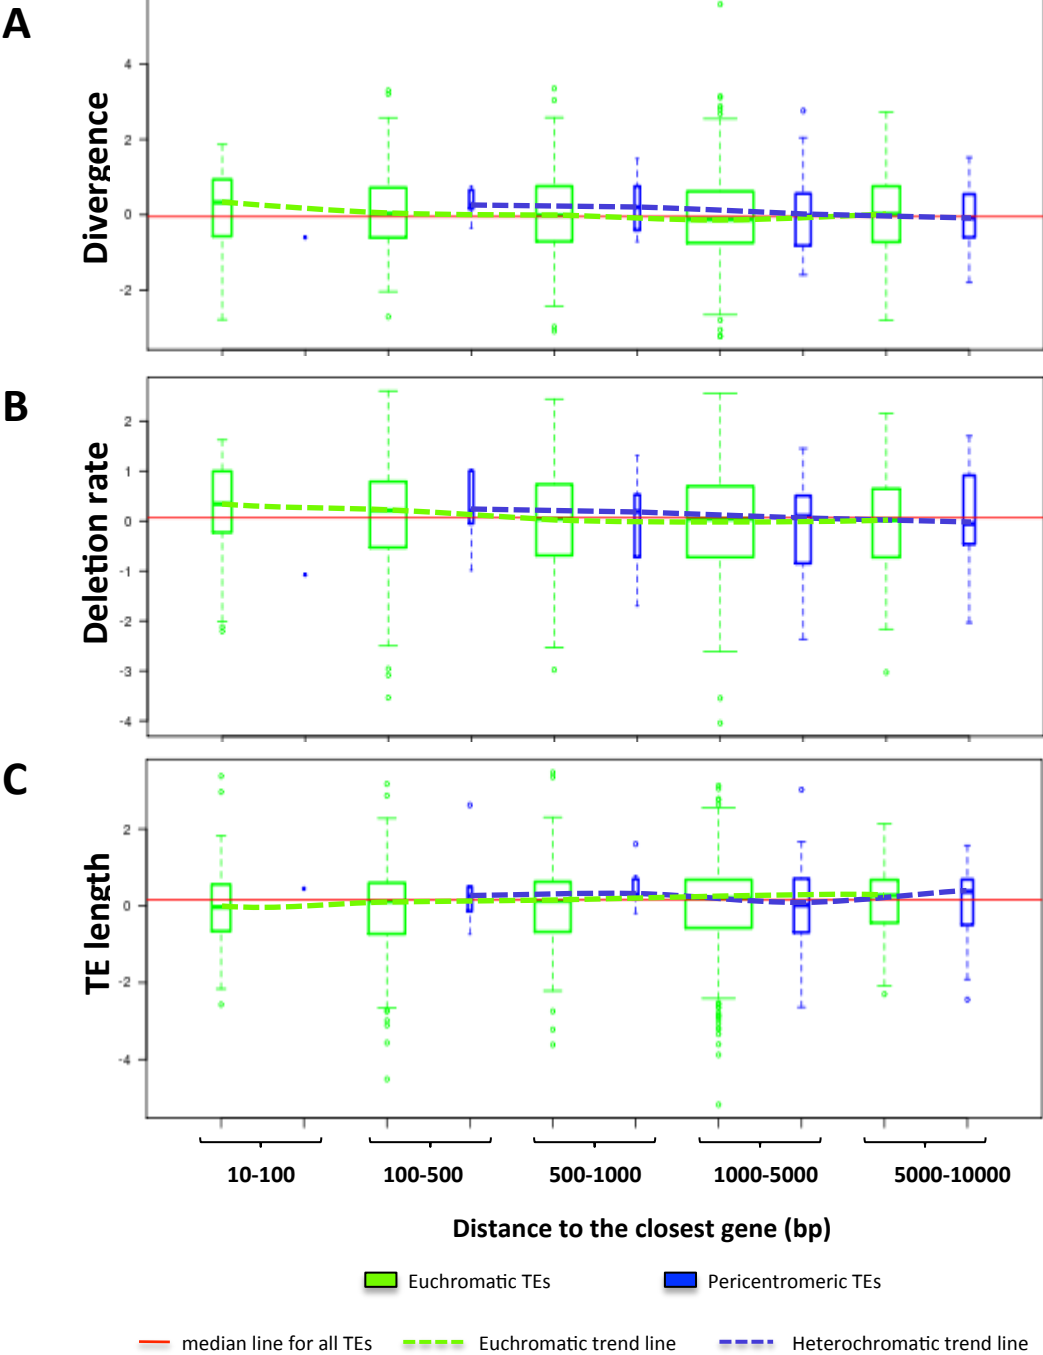 A
Divergence
4
2
0
-2
B
Deletion rate
2
1
0
-1
-2
-3
-4
C
TE length
2
0
-2
-4
10-100 100-500 500-1000 1000-5000 5000-10000
Distance to the closest gene (bp)
Euchromatic TEs Pericentromeric TEs
median line for all TEs Euchromatic trend line Heterochromatic trend line